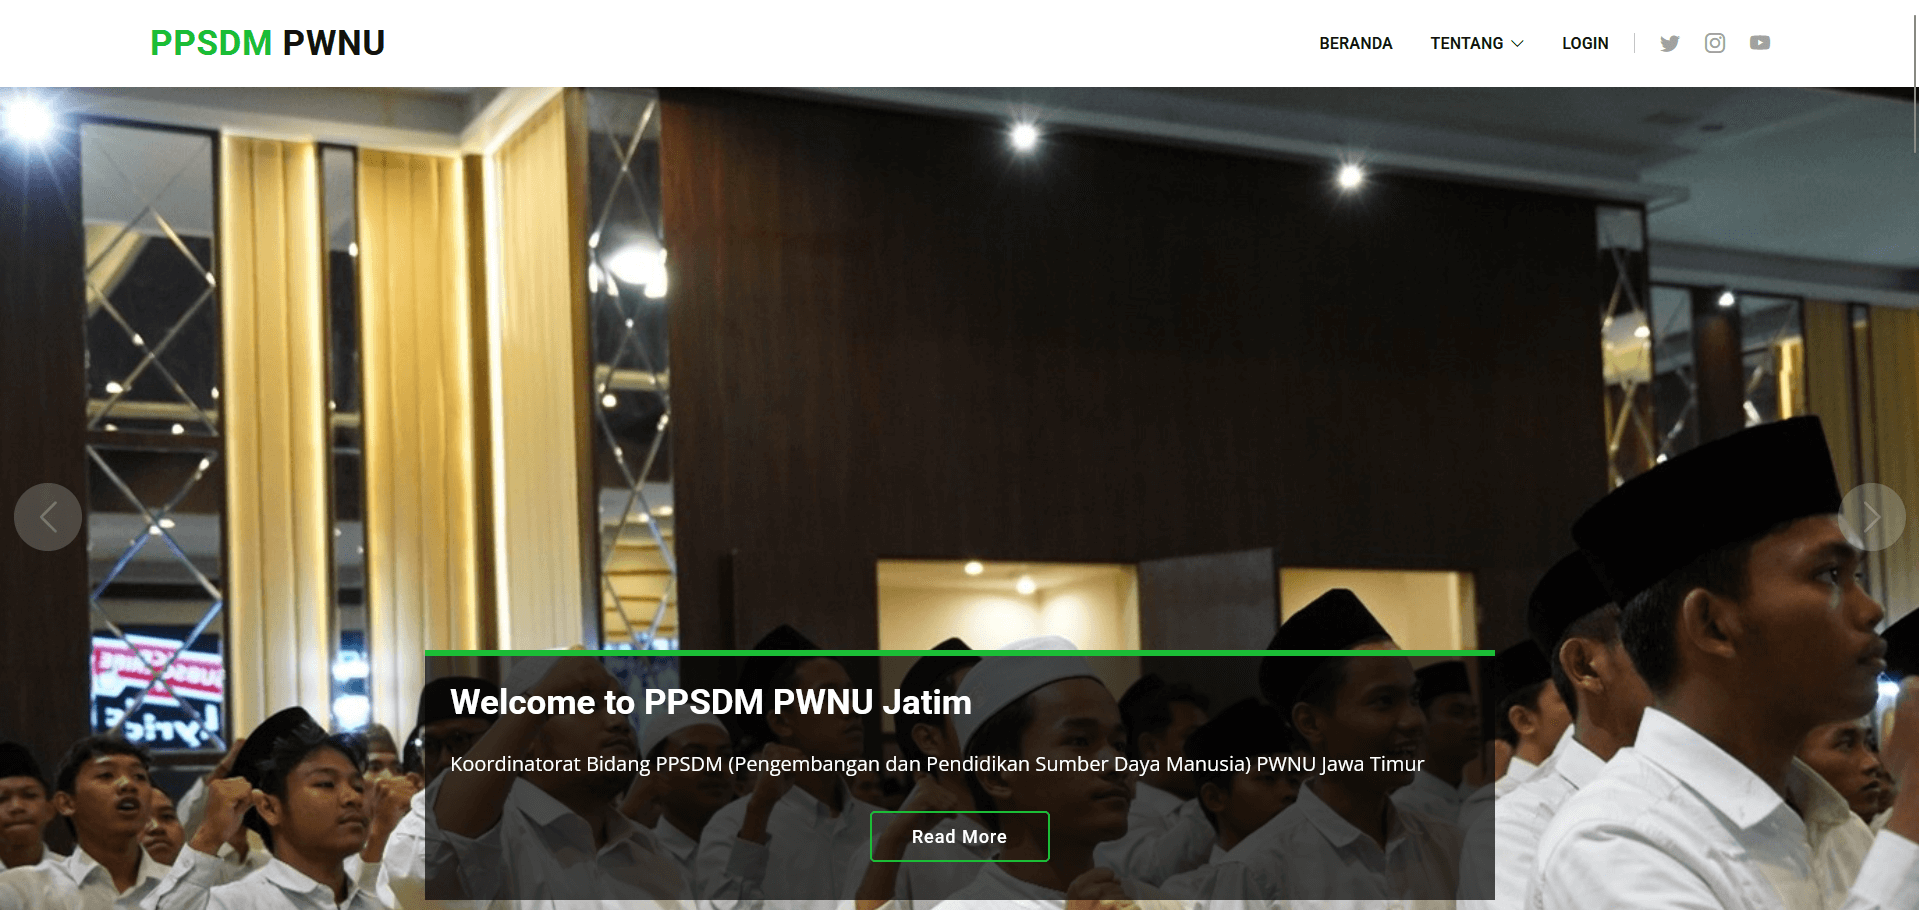 PPSDM PWNU
BERANDA
TENTANG
LOGIN
Welcome to PPSDM PWNU Jatim
Koordinatorat Bidang PPSDM (Pengembangan dan Pendidikan Sumber Daya Manusia) PWNU Jawa Timur
Read More